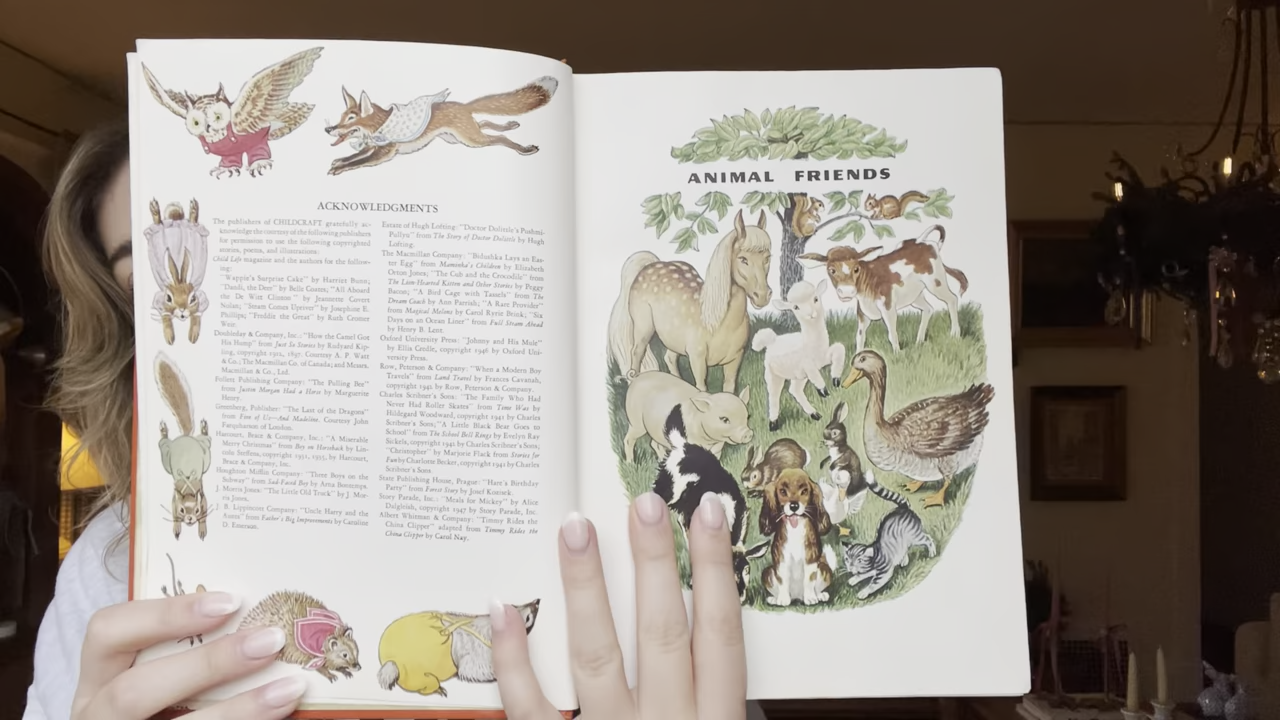 ACKNOWLEDGMENTS
The publishers of CHILDCRAFT gratefully ac-
knowledge the courtesy of the following publishers
for permission to use the following copyrighted
stories, poems, and illustrations:
Child Life magazine and the authors for the follow-
ing:
"Wappie's Surprise Cake" by Harriet Bunn;
"Dandi, the Deer" by Belle Coates; "All Aboard
the De Witt Clinton" by Jeannette Covert
Nolan; "Steam Comes Upriver" by Josephine E.
Phillips; "Freddie the Great" by Ruth Crosner
Weir.
Doubleday & Company, Inc.: "How the Camel Got
His Hump" from Just So Stories by Rudyard Kip-
ling, copyright 1912, 1897. Courtesy A. P. Watt
& Co.; The Macmillan Co. of Canada; and Messrs.
Macmillan & Co., Ltd.
Follett Publishing Company: "The Pulling Bee"
from Justin Morgan Had a Horse by Marguerite
Henry.
Greenberg, Publisher: "The Last of the Dragons"
from Five of Us—And Madeline. Courtesy John
Farquharson of London.
Harcourt, Brace & Company, Inc.: "A Miserable
Merry Christmas" from Boy on Horseback by Lin-
coln Steffens, copyright 1931, 1935, by Harcourt,
Brace & Company, Inc.
Houghton Mifflin Company: "Three Boys on the
Subway" from Sad-Faced Boy by Arna Bontemps.
J. Morris Jones: "The Little Old Truck" by J. Mor-
ris Jones.
J. B. Lippincott Company: "Uncle Harry and the
Aunts" from Father's Big Improvements by Caroline
D. Emerson.
Estate of Hugh Lofting: "Doctor Dolittle's Pushmi-
Pullyu" from The Story of Doctor Dolittle by Hugh
Lofting.
The Macmillan Company: "Bidushka Lays an Eas-
ter Egg" from Mamenka's Children by Elizabeth
Orton Jones; "The Cub and the Crocodile" from
The Lion-Hearted Kitten and Other Stories by Peggy
Bacon; "A Bird Cage with Tassels" from The
Dream Coach by Ann Parrish; "A Rare Provider"
from Magical Melons by Carol Ryrie Brink; "Six
Days on an Ocean Liner" from Full Steam Ahead
by Henry B. Lent.
Oxford University Press: "Johnny and His Mule"
by Ellis Credle, copyright 1946 by Oxford Uni-
versity Press.
Row, Peterson & Company: "When a Modern Boy
Travels" from Land Travel by Frances Cavanah,
copyright 1941 by Row, Peterson & Company.
Charles Scribner's Sons: "The Family Who Had
Never Had Roller Skates" from Time Was by
Hildegard Woodward, copyright 1941 by Charles
Scribner's Sons; "A Little Black Bear Goes to
School" from The School Bell Rings by Evelyn Ray
Sickels, copyright 1942 by Charles Scribner's Sons;
"Christopher" by Marjorie Flack from Stories for
Fun by Charlotte Becker, copyright 1941 by Charles
Scribner's Sons.
State Publishing House, Prague: "Hare's Birthday
Party" from Forest Story by Josef Kozisek.
Story Parade, Inc.: "Meals for Mickey" by Alice
Dalgliesh, copyright 1947 by Story Parade, Inc.
Albert Whitman & Company: "Timmy Rides the
China Clipper" adapted from Timmy Rides the
China Clipper by Carol Nay.
ANIMAL FRIENDS